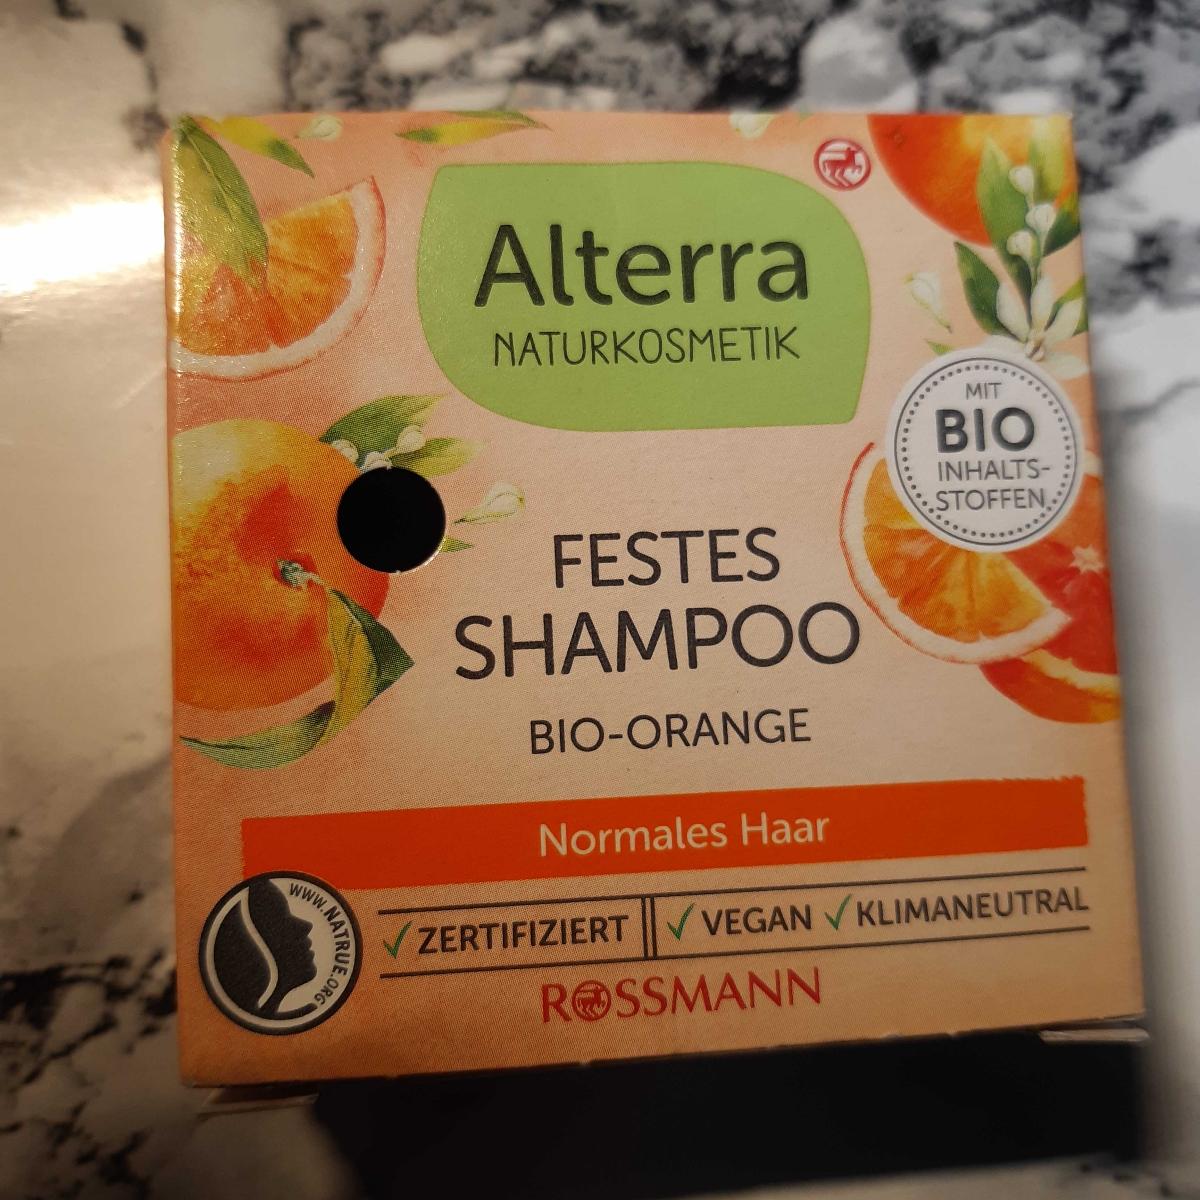 Alterra
NATURKOSMETIK
MIT
BIO
INHALTS-
STOFFEN
FESTES
SHAMPOO
BIO-ORANGE
Normales Haar
WWW.NATRUE.ORG
✓ZERTIFIZIERT ✓VEGAN ✓KLIMANEUTRAL
ROSSMANN